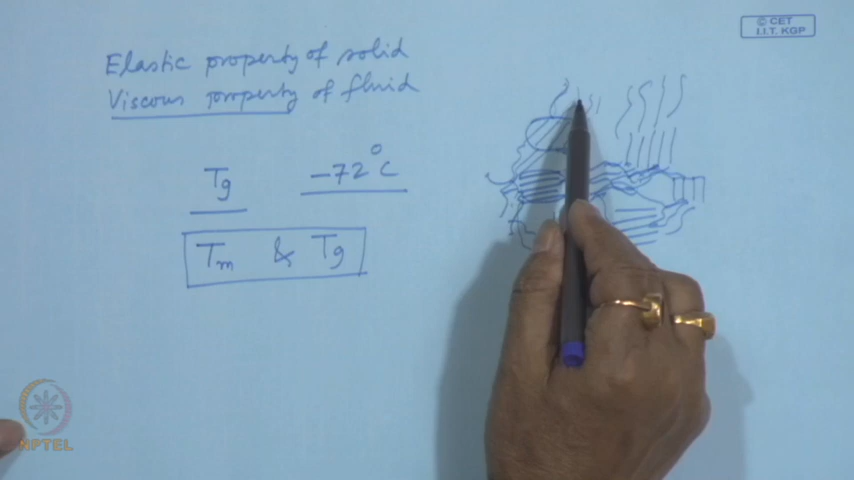 © CET
I.I.T. KGP
Elastic property of solid
Viscous property of fluid
Tg -72°C
Tm & Tg
NPTEL